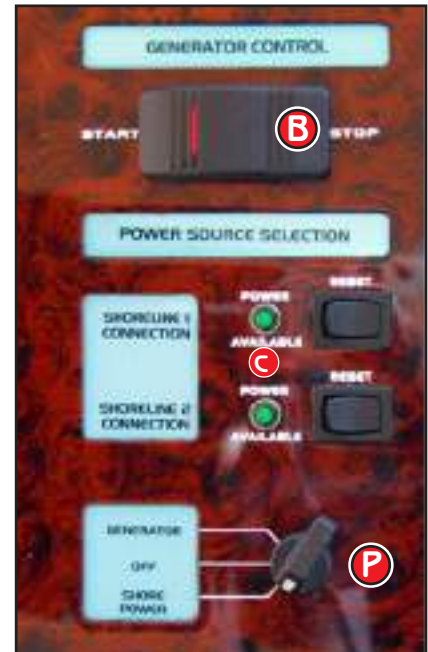 GENERATOR CONTROL
START
B
STOP
POWER SOURCE SELECTION
SHORELINE 1
CONNECTION
POWER
AVAILABLE
RESET
C
SHORELINE 2
CONNECTION
POWER
AVAILABLE
RESET
GENERATOR
OFF
SHORE
POWER
P